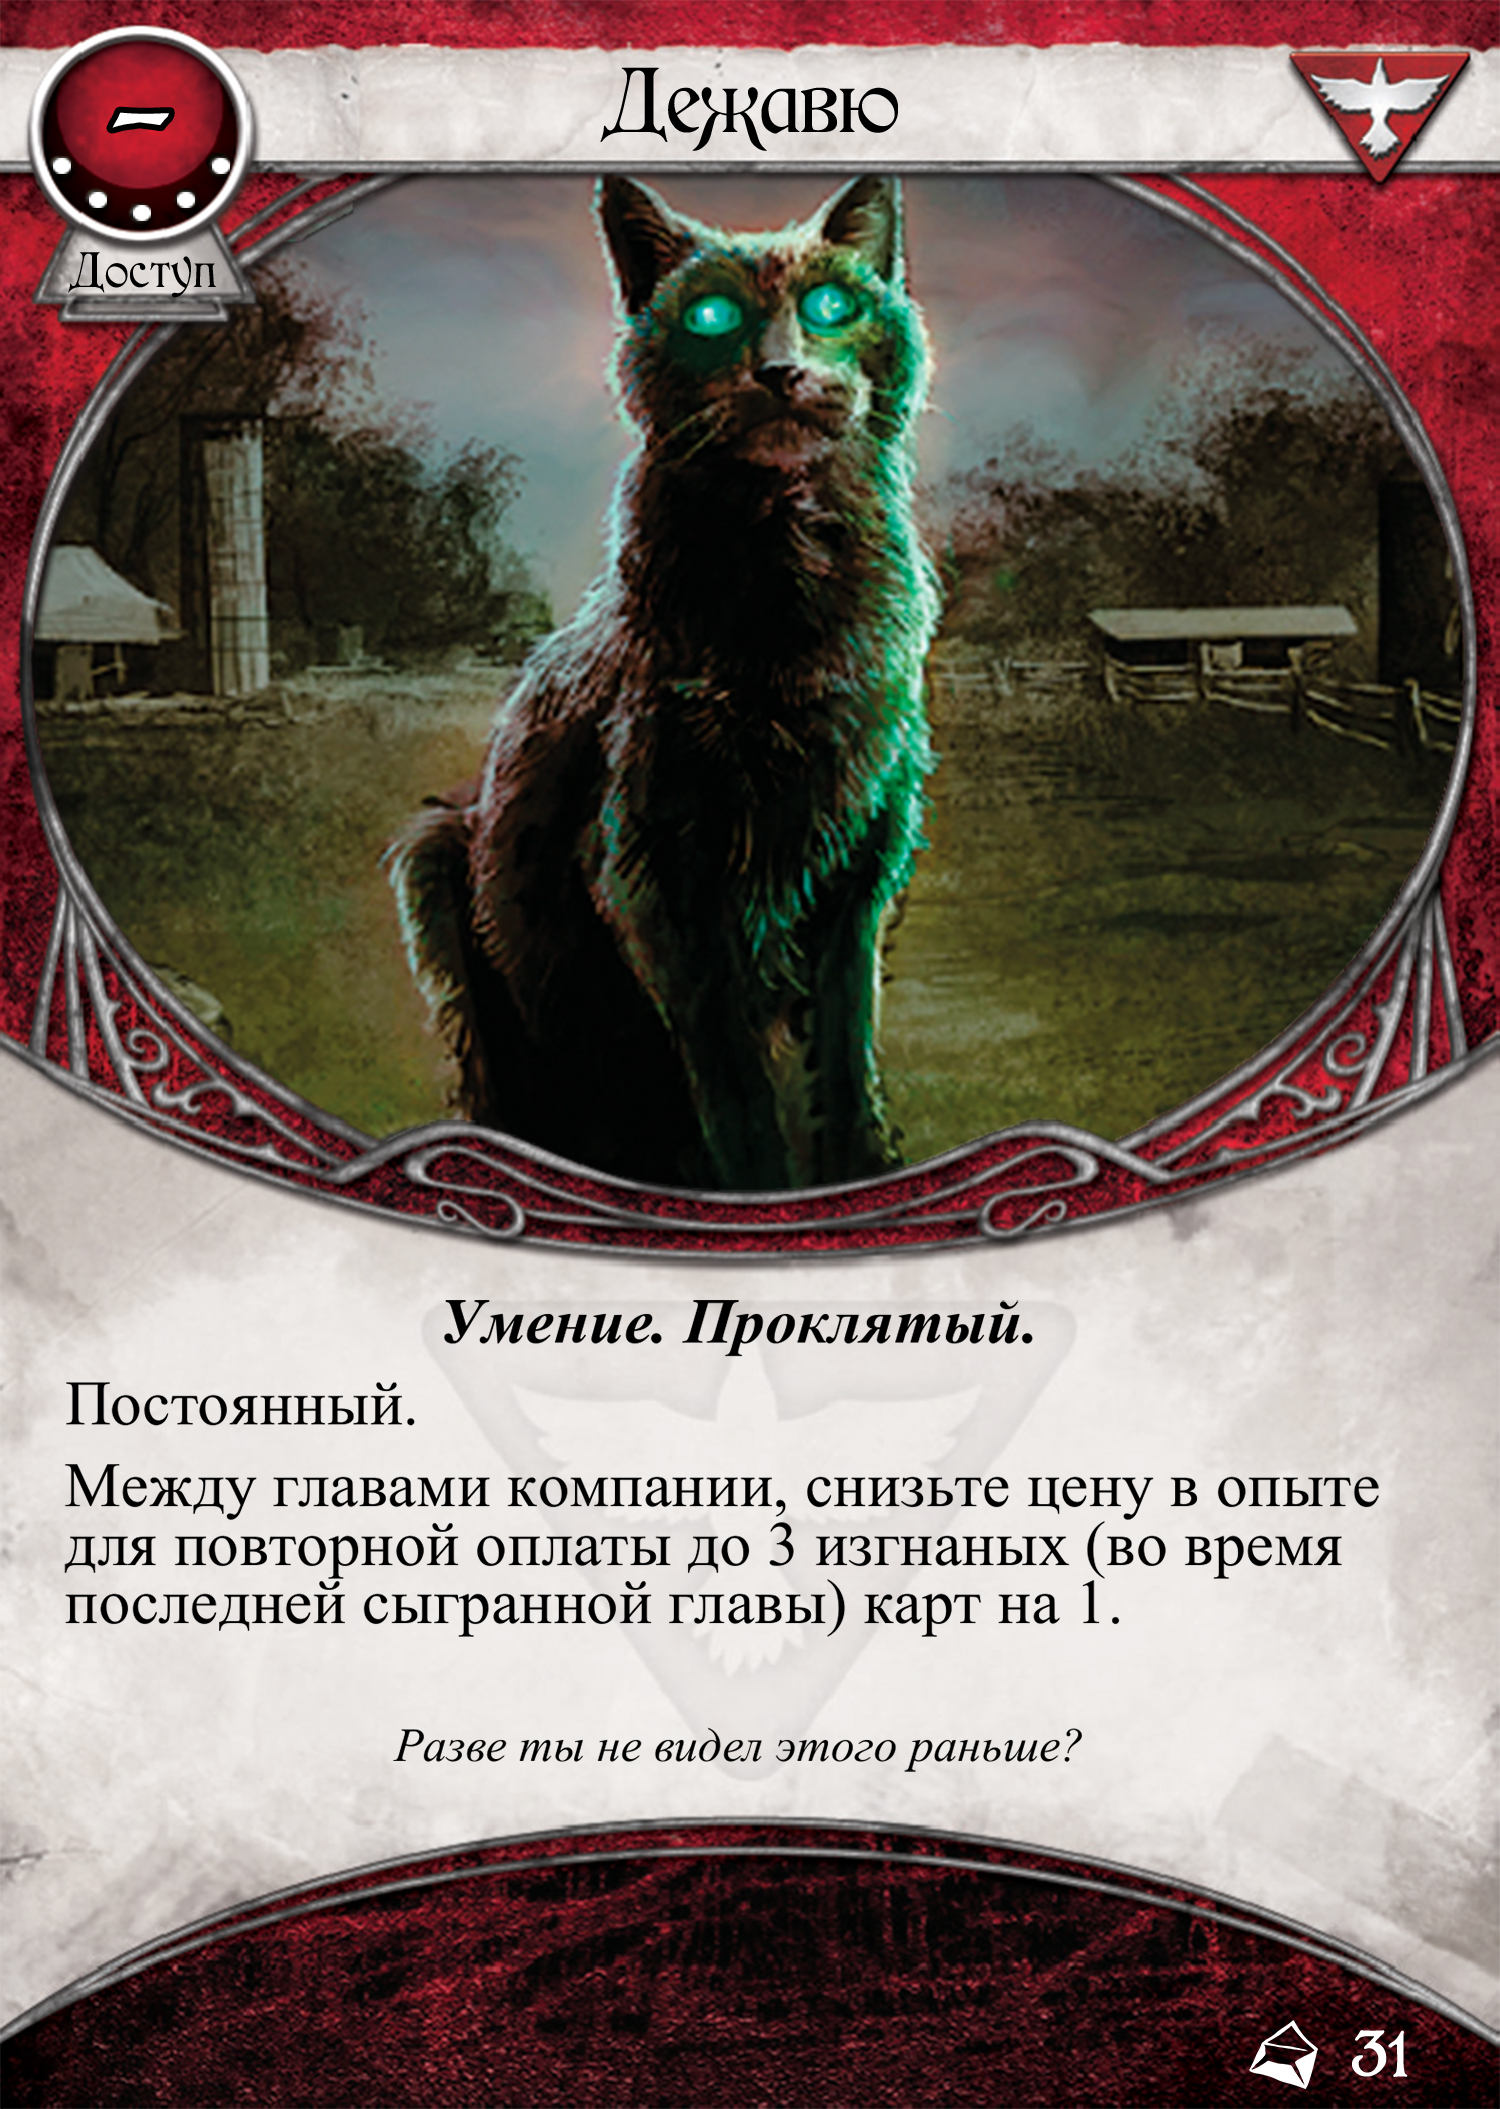 Дежавю
–
Доступ
Умение. Проклятый.
Постоянный.
Между главами компании, снизьте цену в опыте
для повторной оплаты до 3 изгнаных (во время
последней сыгранной главы) карт на 1.
Разве ты не видел этого раньше?
31